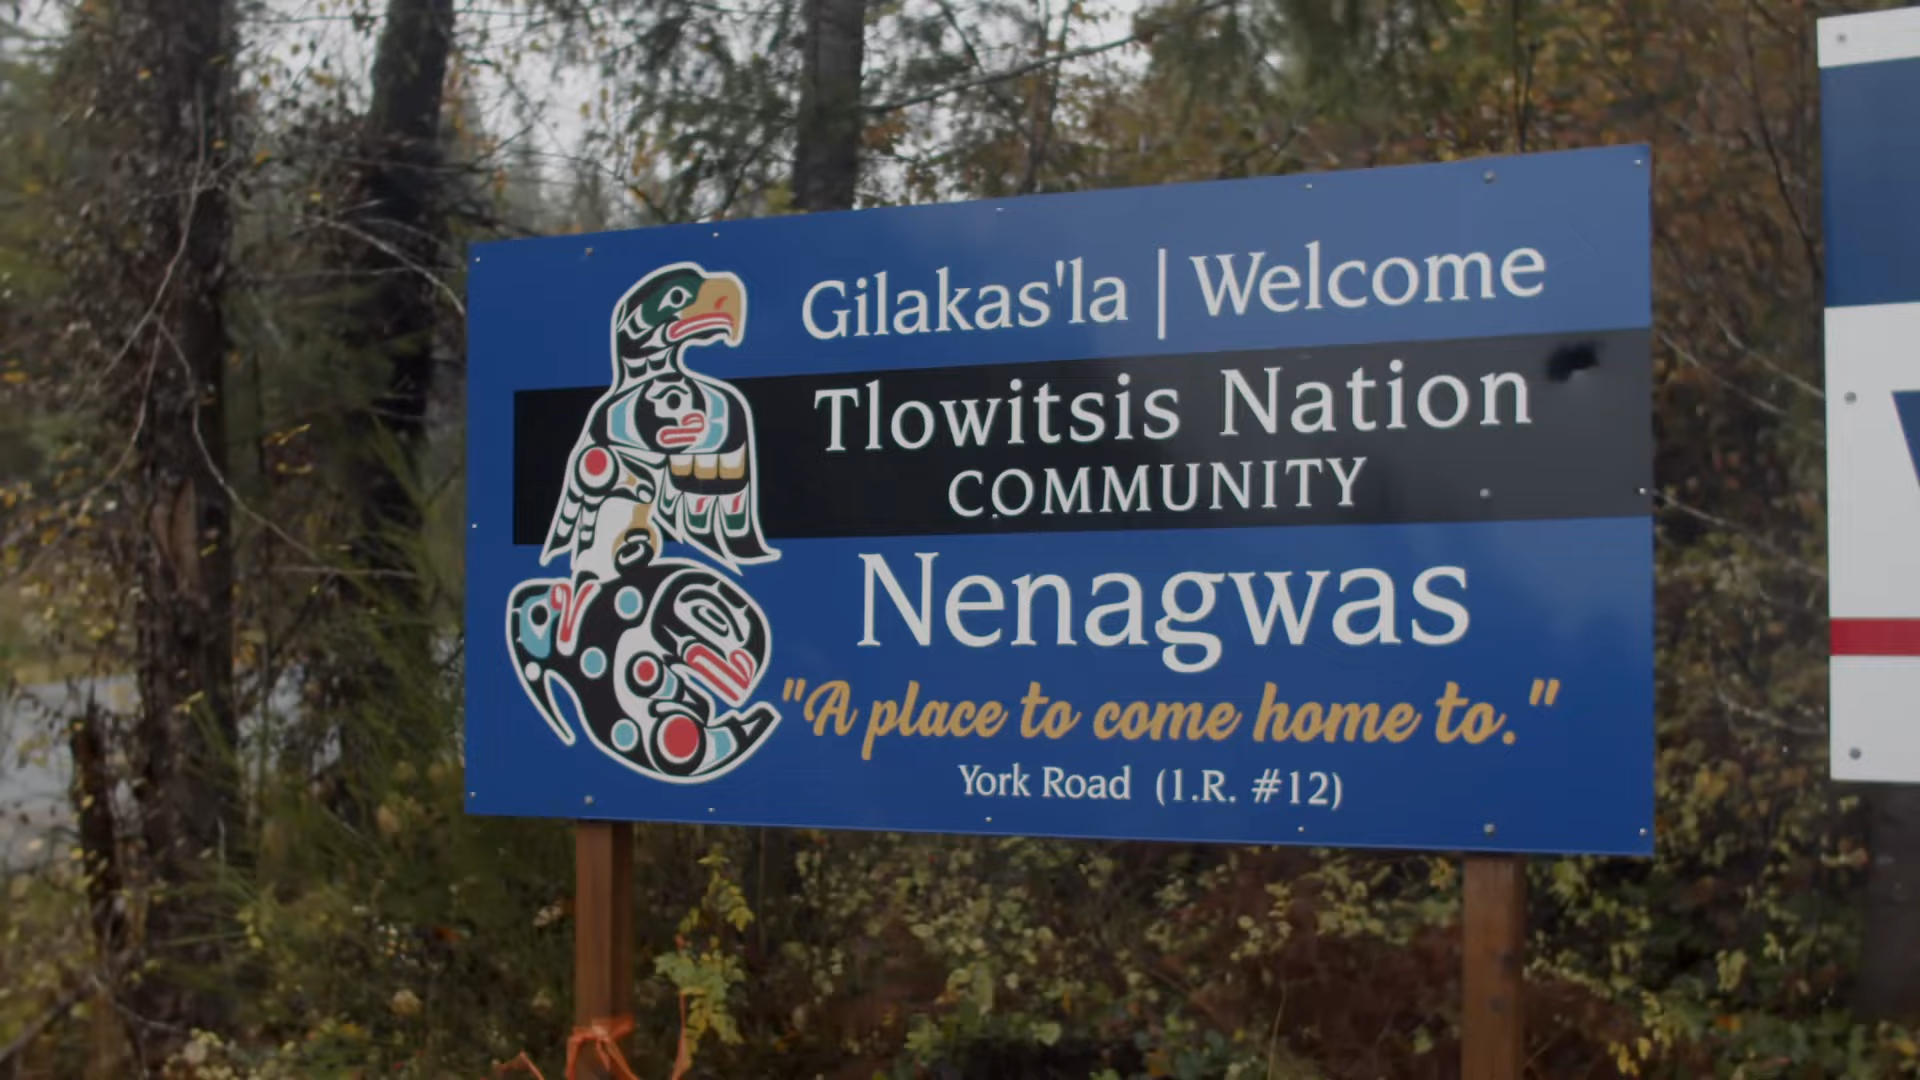 Gilakas'la | Welcome
Tlowitsis Nation
COMMUNITY
Nenagwas
"A place to come home to."
York Road (I.R. #12)